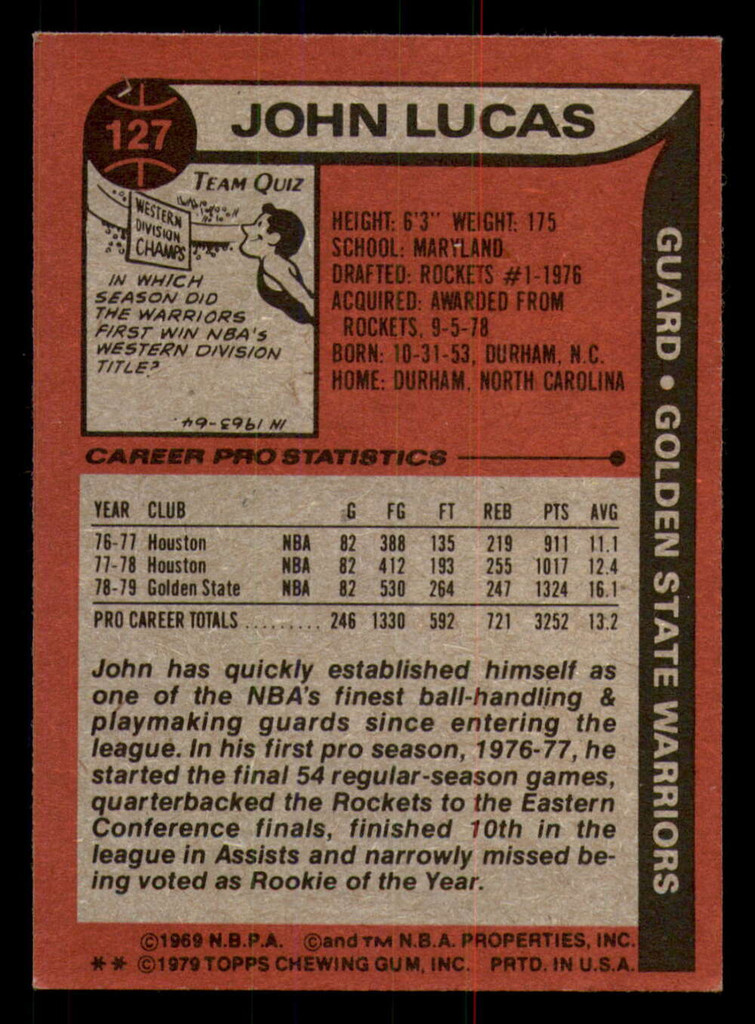 127
JOHN LUCAS
TEAM QUIZ
WESTERN
DIVISION
CHAMPS
IN WHICH
SEASON DID
THE WARRIORS
FIRST WIN NBA'S
WESTERN DIVISION
TITLE?
IN 1963-64.
HEIGHT: 6'3" WEIGHT: 175
SCHOOL: MARYLAND
DRAFTED: ROCKETS #1-1976
ACQUIRED: AWARDED FROM
ROCKETS, 9-5-78
BORN: 10-31-53, DURHAM, N.C.
HOME: DURHAM, NORTH CAROLINA
GUARD • GOLDEN STATE WARRIORS
CAREER PRO STATISTICS
YEAR CLUB G FG FT REB PTS AVG
76-77 Houston NBA 82 388 135 219 911 11.1
77-78 Houston NBA 82 412 193 255 1017 12.4
78-79 Golden State NBA 82 530 264 247 1324 16.1
PRO CAREER TOTALS ......... 246 1330 592 721 3252 13.2
John has quickly established himself as
one of the NBA's finest ball-handling &
playmaking guards since entering the
league. In his first pro season, 1976-77, he
started the final 54 regular-season games,
quarterbacked the Rockets to the Eastern
Conference finals, finished 10th in the
league in Assists and narrowly missed be-
ing voted as Rookie of the Year.
©1969 N.B.P.A. ©and TM N.B.A. PROPERTIES, INC.
** ©1979 TOPPS CHEWING GUM, INC. PRTD. IN U.S.A.